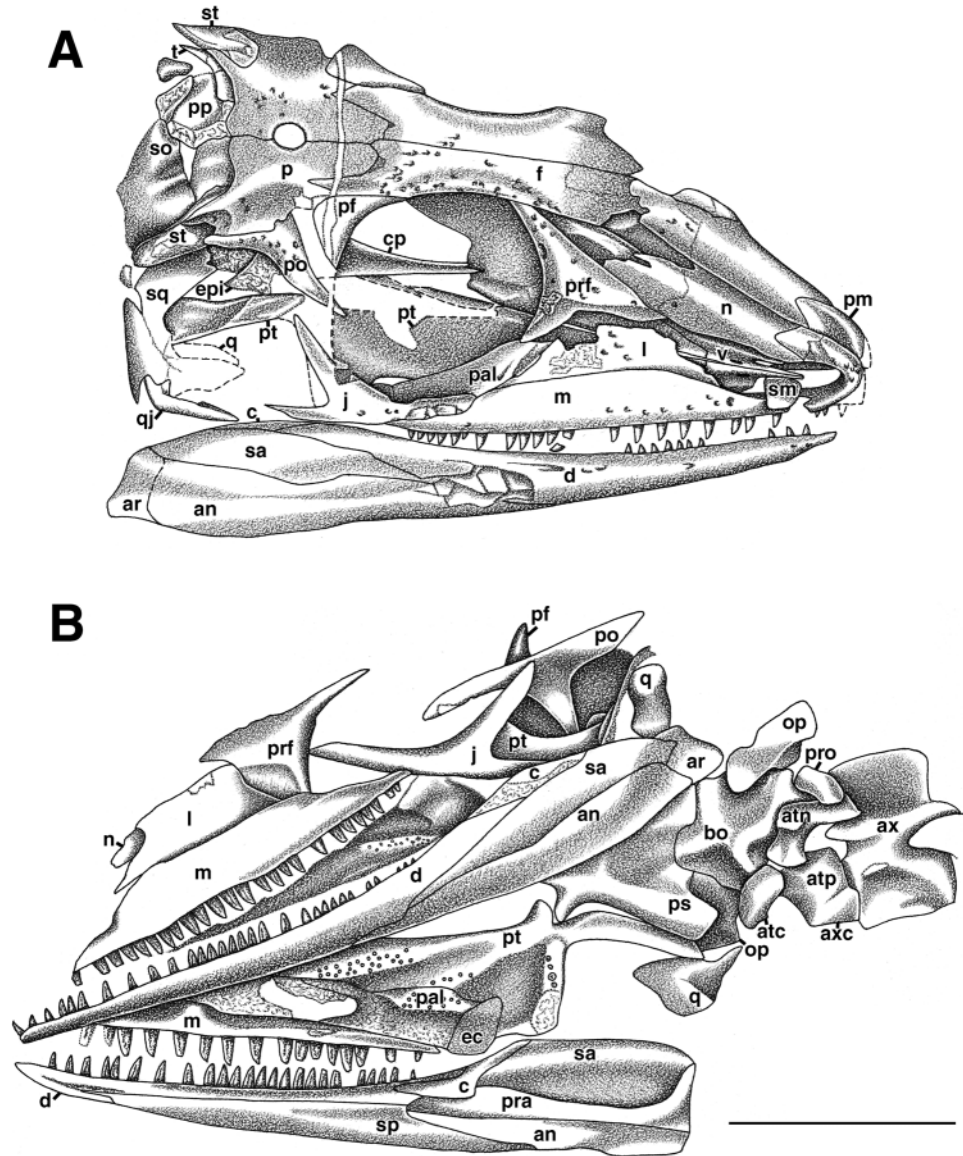 A
st
t
pp
so
p
f
pf
st
cp
po
prf
sq
epi
n
pm
pt
pt
v
q
l
pal
sm
m
qj
c
j
sa
d
ar
an
B
pf
po
q
op
prf
pt
pro
j
sa
ar
c
l
an
atn
ax
n
bo
m
d
atp
ps
atc
axc
pt
op
pal
q
m
ec
sa
c
d
pra
sp
an